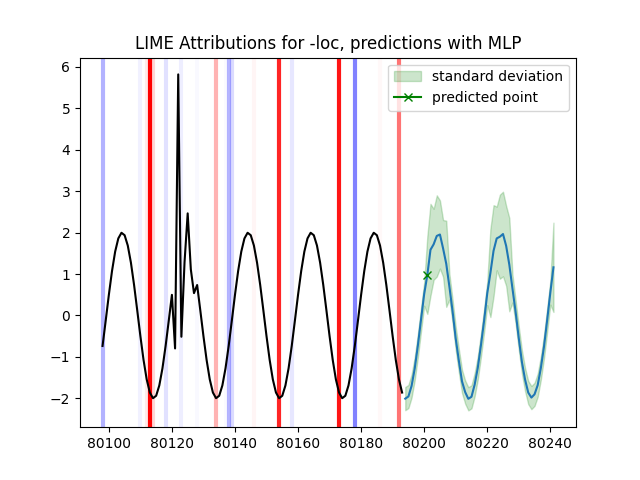 LIME Attributions for -loc, predictions with MLP
6
5
4
3
2
1
0
−1
−2
standard deviation
predicted point
80100 80120 80140 80160 80180 80200 80220 80240